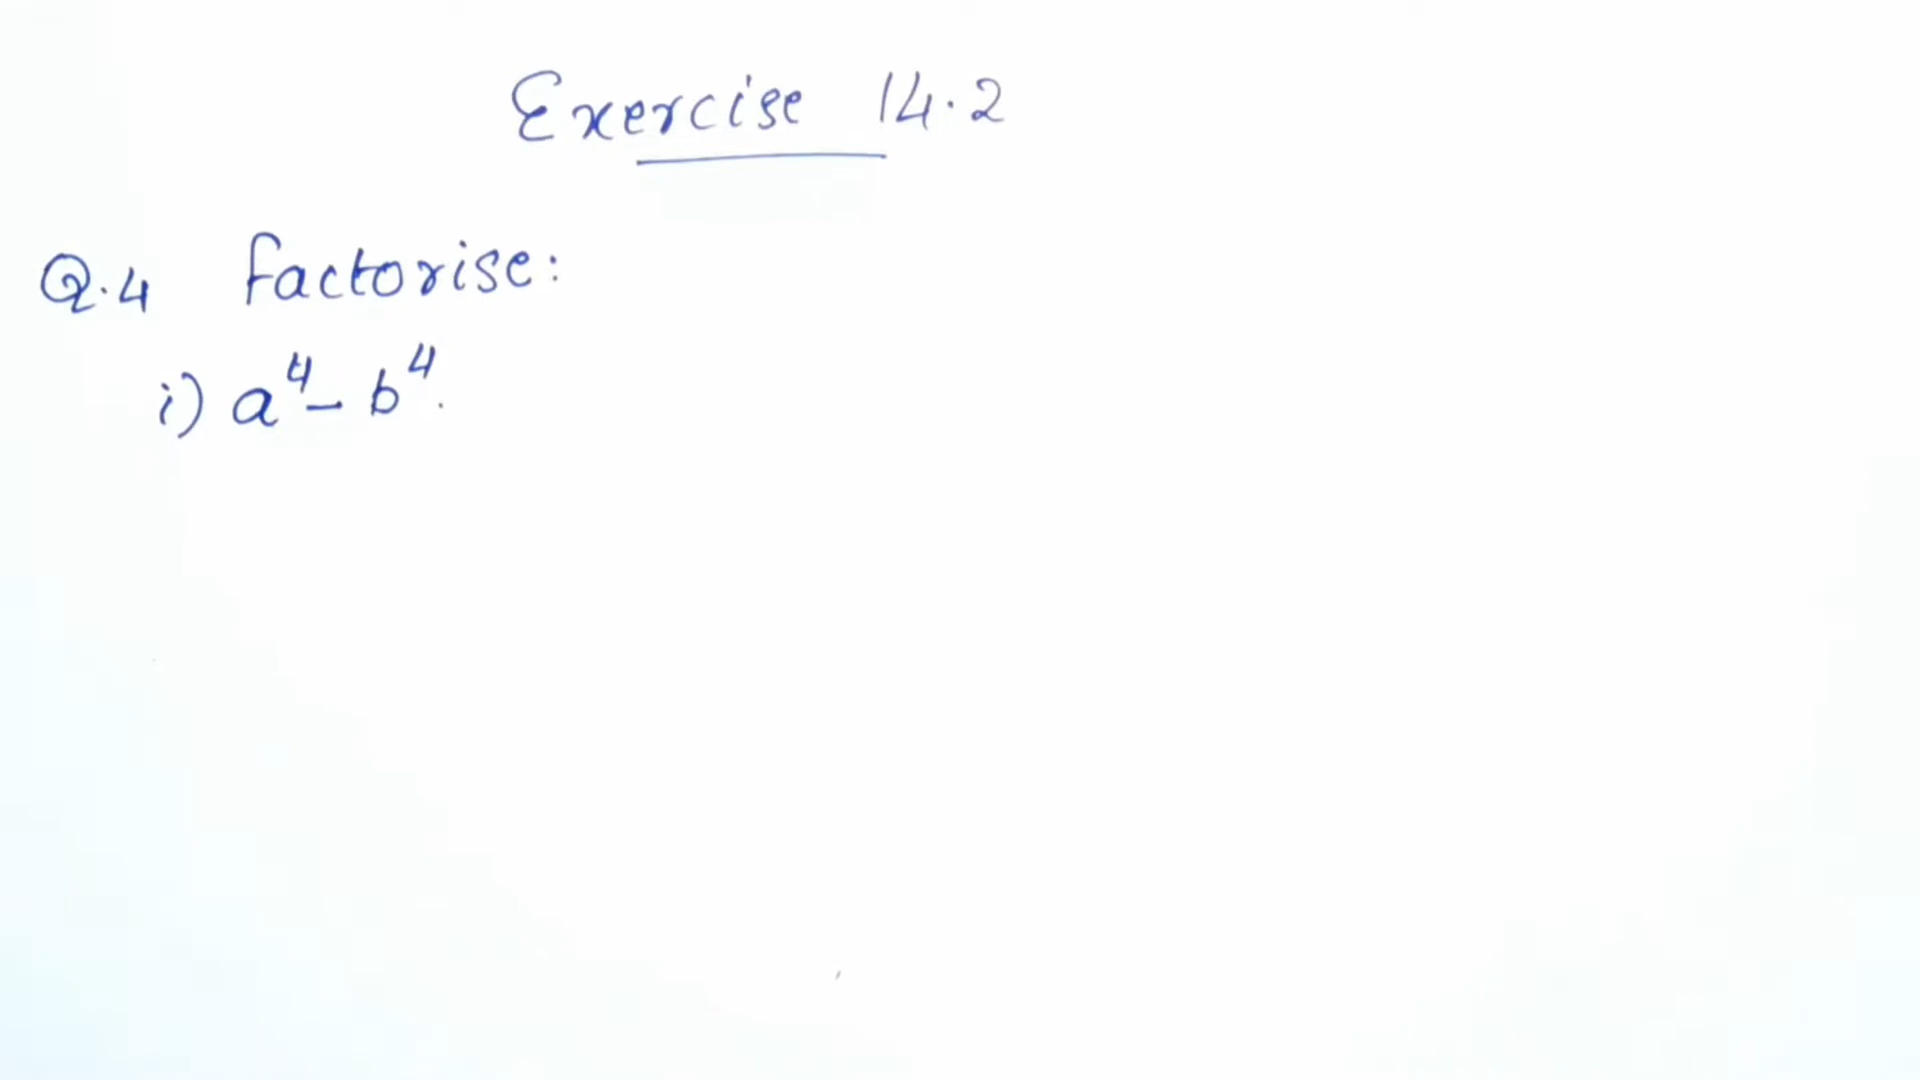 Exercise 14.2
Q.4 factorise:
i) a⁴- b⁴.